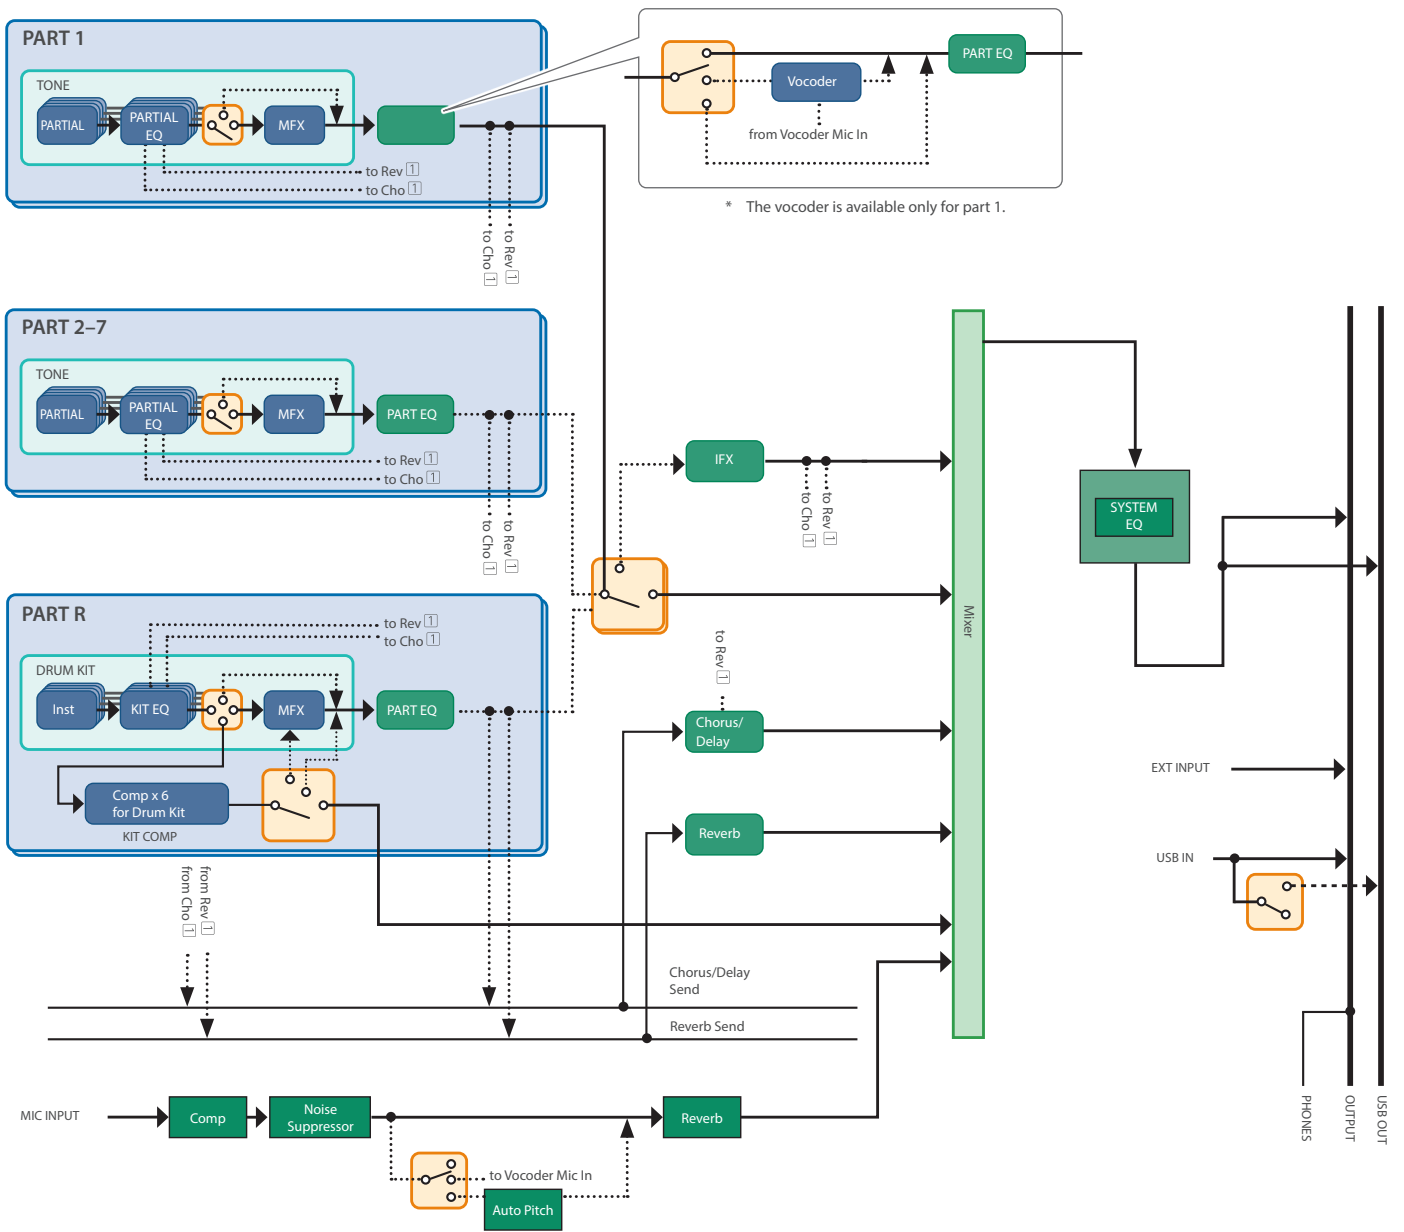 PART 1
TONE
PARTIAL
PARTIAL
EQ
MFX
to Rev 1
to Cho 1
to Cho 1
to Rev 1
Vocoder
PART EQ
from Vocoder Mic In
* The vocoder is available only for part 1.
PART 2–7
TONE
PARTIAL
PARTIAL
EQ
MFX
PART EQ
to Rev 1
to Cho 1
to Cho 1
to Rev 1
IFX
to Cho 1
to Rev 1
SYSTEM
EQ
PART R
to Rev 1
to Cho 1
DRUM KIT
Inst
KIT EQ
MFX
PART EQ
Comp x 6
for Drum Kit
KIT COMP
from Cho 1
from Rev 1
to Rev 1
Chorus/
Delay
Reverb
Mixer
EXT INPUT
USB IN
Chorus/Delay
Send
Reverb Send
MIC INPUT
Comp
Noise
Suppressor
Reverb
to Vocoder Mic In
Auto Pitch
PHONES
OUTPUT
USB OUT